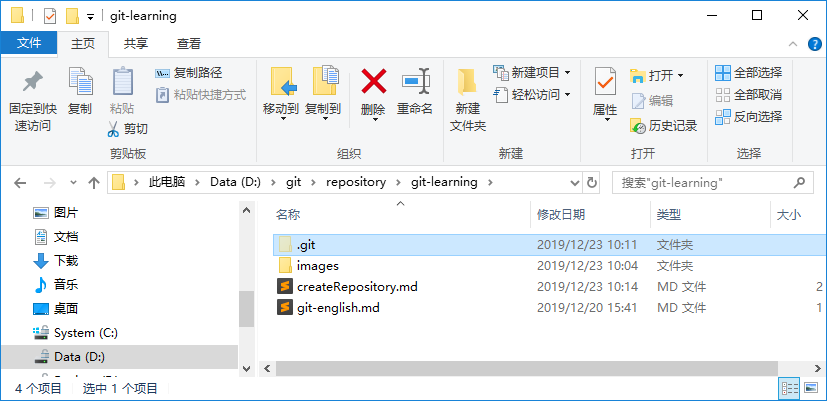 git-learning
文件 主页 共享 查看
固定到快速访问 复制 粘贴 复制路径 粘贴快捷方式 剪切
移动到 复制到 删除 重命名
新建文件夹 新建项目 轻松访问
属性 打开 编辑 历史记录
全部选择 全部取消 反向选择
剪贴板 组织 新建 打开 选择
此电脑 Data (D:) git repository git-learning
搜索"git-learning"
图片
文档
下载
音乐
桌面
System (C:)
Data (D:)
名称 修改日期 类型 大小
.git 2019/12/23 10:11 文件夹
images 2019/12/23 10:04 文件夹
createRepository.md 2019/12/23 10:14 MD 文件 2
git-english.md 2019/12/20 15:41 MD 文件 1
4 个项目 选中 1 个项目